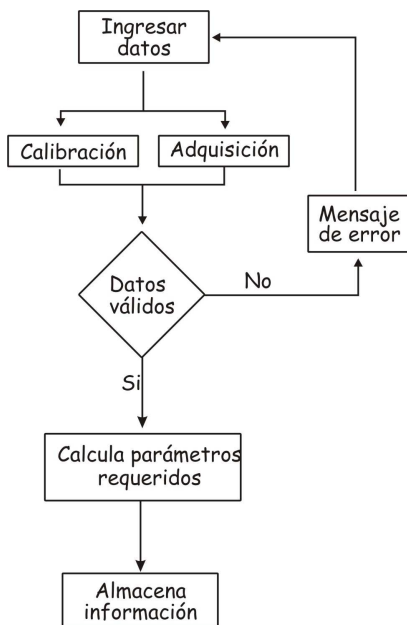 Ingresar
datos
Calibración
Adquisición
Mensaje
de error
Datos
válidos
No
Si
Calcula parámetros
requeridos
Almacena
información